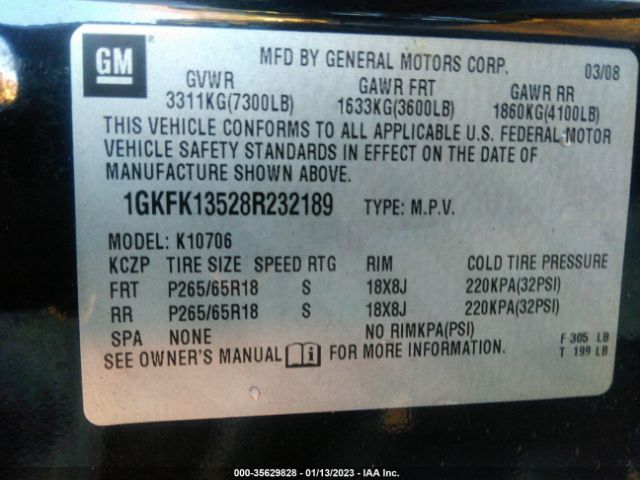 GM
MFD BY GENERAL MOTORS CORP. 03/08
GVWR GAWR FRT GAWR RR
3311KG(7300LB) 1633KG(3600LB) 1860KG(4100LB)
THIS VEHICLE CONFORMS TO ALL APPLICABLE U.S. FEDERAL MOTOR
VEHICLE SAFETY STANDARDS IN EFFECT ON THE DATE OF
MANUFACTURE SHOWN ABOVE.
1GKFK13528R232189 TYPE: M.P.V.
MODEL: K10706
KCZP TIRE SIZE SPEED RTG RIM COLD TIRE PRESSURE
FRT P265/65R18 S 18X8J 220KPA(32PSI)
RR P265/65R18 S 18X8J 220KPA(32PSI)
SPA NONE NO RIMKPA(PSI)
F 305 LB
T 199 LB
SEE OWNER'S MANUAL i FOR MORE INFORMATION.
000-35629828 - 01/13/2023 - IAA Inc.